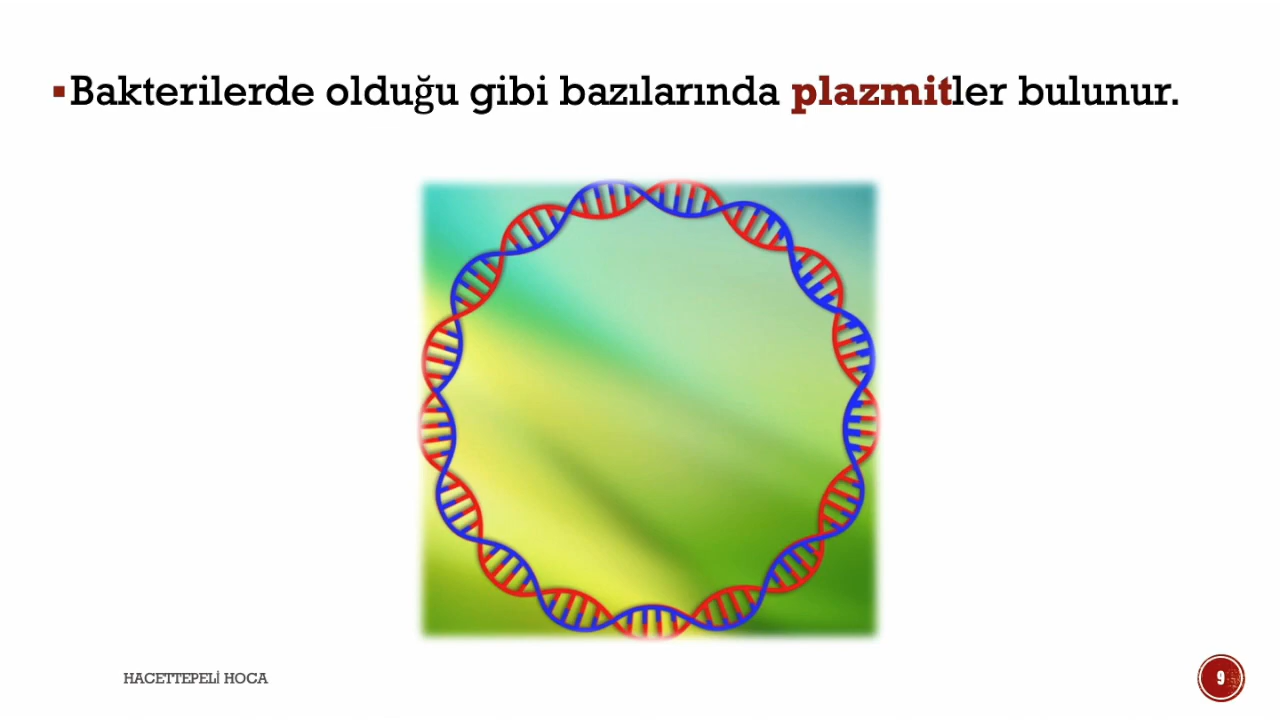 ▪Bakterilerde olduğu gibi bazılarında plazmitler bulunur.
HACETTEPELİ HOCA
9